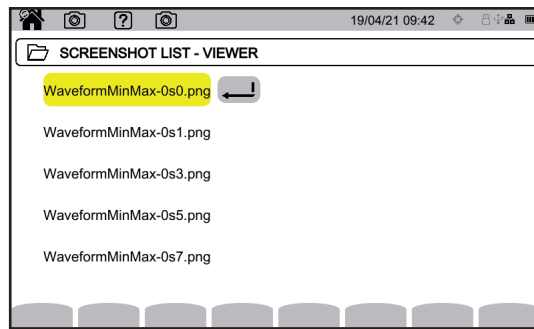 19/04/21 09:42
SCREENSHOT LIST - VIEWER
WaveformMinMax-0s0.png
WaveformMinMax-0s1.png
WaveformMinMax-0s3.png
WaveformMinMax-0s5.png
WaveformMinMax-0s7.png